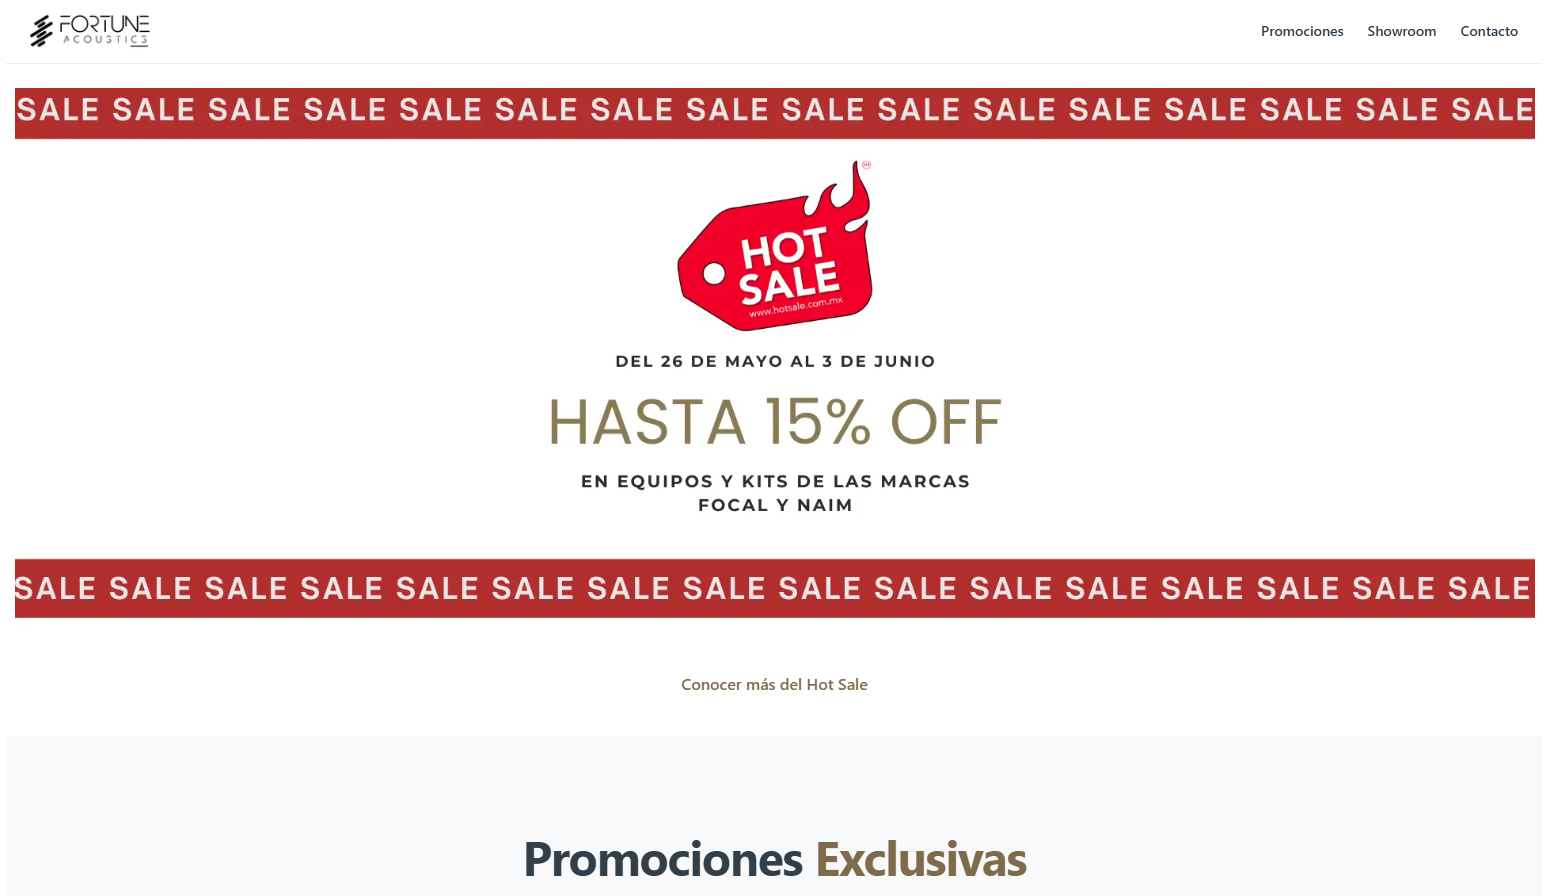 FORTUNE
ACOUSTICS
Promociones Showroom Contacto
SALE SALE SALE SALE SALE SALE SALE SALE SALE SALE SALE SALE SALE SALE SALE SALE
HOT
SALE
www.hotsale.com.mx
DEL 26 DE MAYO AL 3 DE JUNIO
HASTA 15% OFF
EN EQUIPOS Y KITS DE LAS MARCAS
FOCAL Y NAIM
SALE SALE SALE SALE SALE SALE SALE SALE SALE SALE SALE SALE SALE SALE SALE SALE
Conocer más del Hot Sale
Promociones Exclusivas